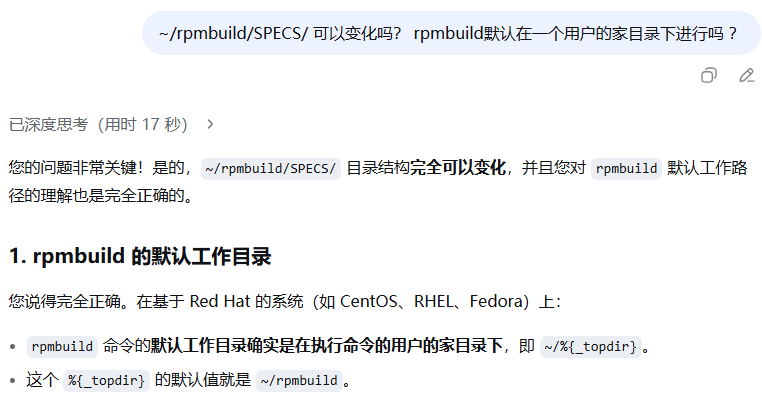 ~/rpmbuild/SPECS/ 可以变化吗? rpmbuild默认在一个用户的家目录下进行吗 ?
已深度思考（用时 17 秒）
您的问题非常关键！是的， ~/rpmbuild/SPECS/ 目录结构完全可以变化，并且您对 rpmbuild 默认工作路
径的理解也是完全正确的。
1. rpmbuild 的默认工作目录
您说得完全正确。在基于 Red Hat 的系统（如 CentOS、RHEL、Fedora）上：
• rpmbuild 命令的默认工作目录确实是在执行命令的用户的家目录下，即 ~/%{_topdir} 。
• 这个 %{_topdir} 的默认值就是 ~/rpmbuild 。